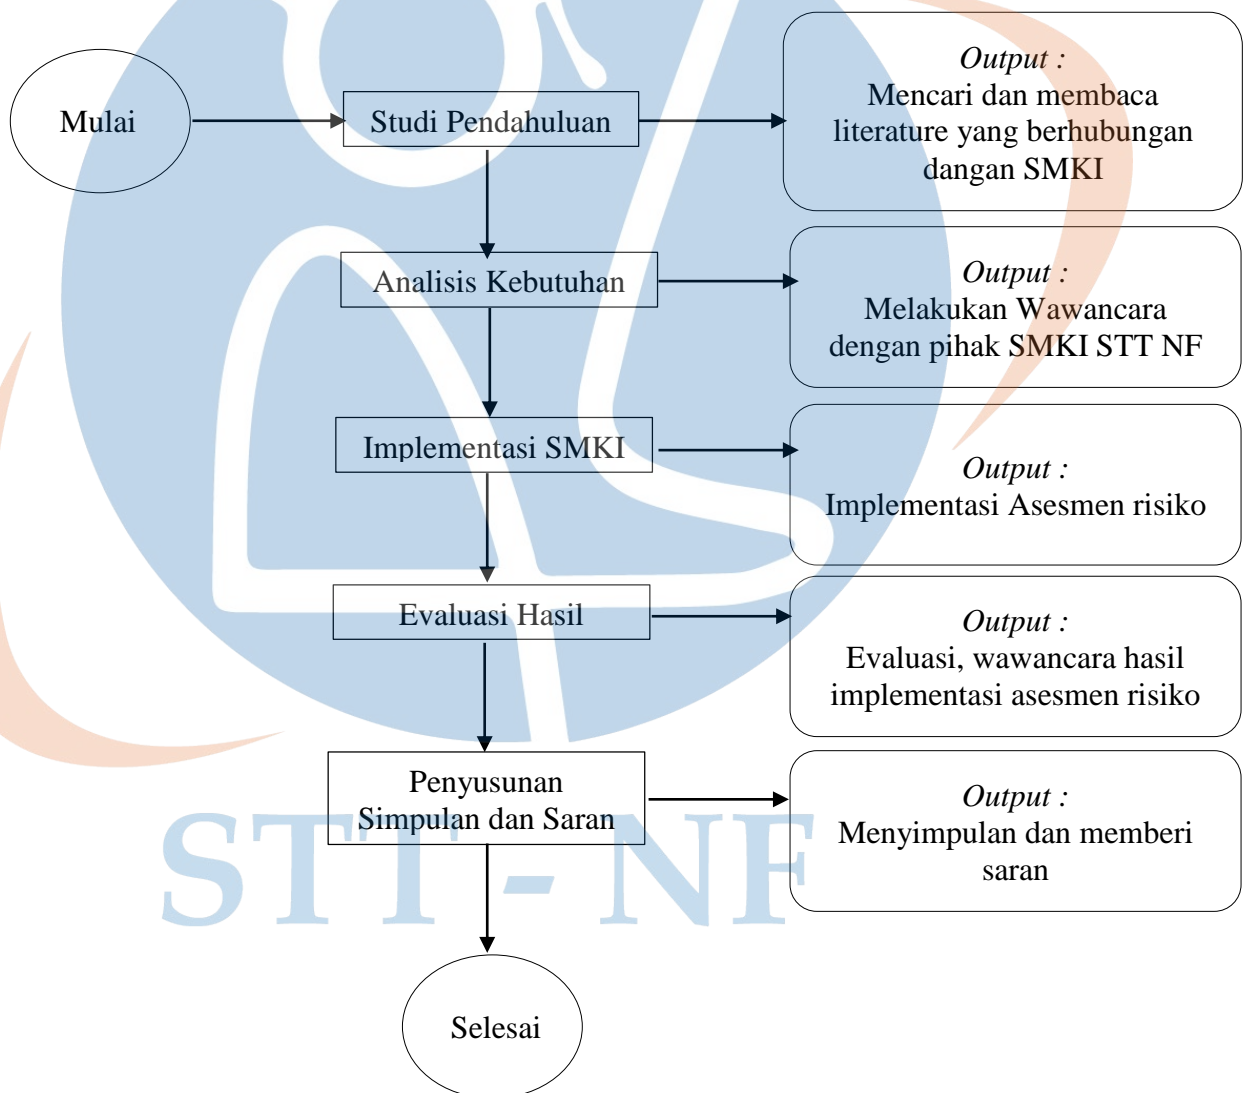 Mulai
Studi Pendahuluan
Output :
Mencari dan membaca
literature yang berhubungan
dangan SMKI
Analisis Kebutuhan
Output :
Melakukan Wawancara
dengan pihak SMKI STT NF
Implementasi SMKI
Output :
Implementasi Asesmen risiko
Evaluasi Hasil
Output :
Evaluasi, wawancara hasil
implementasi asesmen risiko
Penyusunan
Simpulan dan Saran
Output :
Menyimpulan dan memberi
saran
STT - NF
Selesai